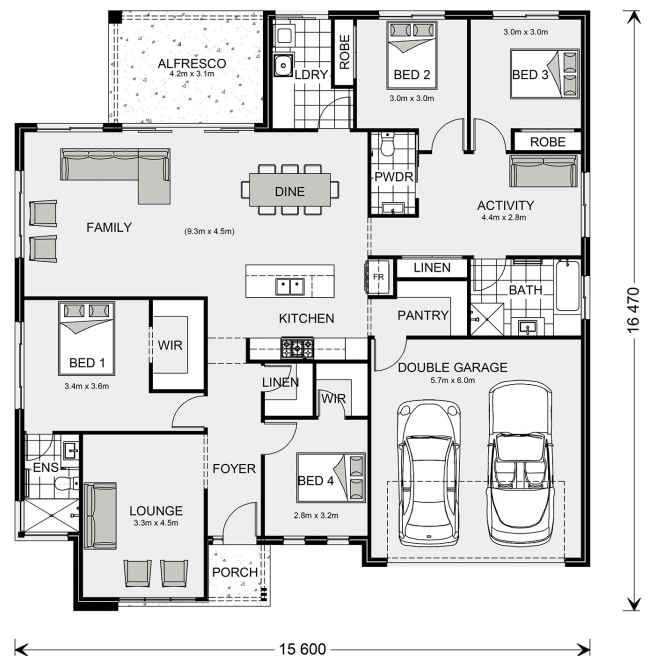 ALFRESCO
4.2m x 3.1m
LDRY
ROBE
BED 2
3.0m x 3.0m
3.0m x 3.0m
BED 3
ROBE
PWDR
ACTIVITY
4.4m x 2.8m
DINE
FAMILY
(9.3m x 4.5m)
FR
LINEN
BATH
KITCHEN
PANTRY
BED 1
3.4m x 3.6m
WIR
LINEN
WIR
DOUBLE GARAGE
5.7m x 6.0m
ENS
FOYER
BED 4
2.8m x 3.2m
LOUNGE
3.3m x 4.5m
PORCH
16 470
15 600